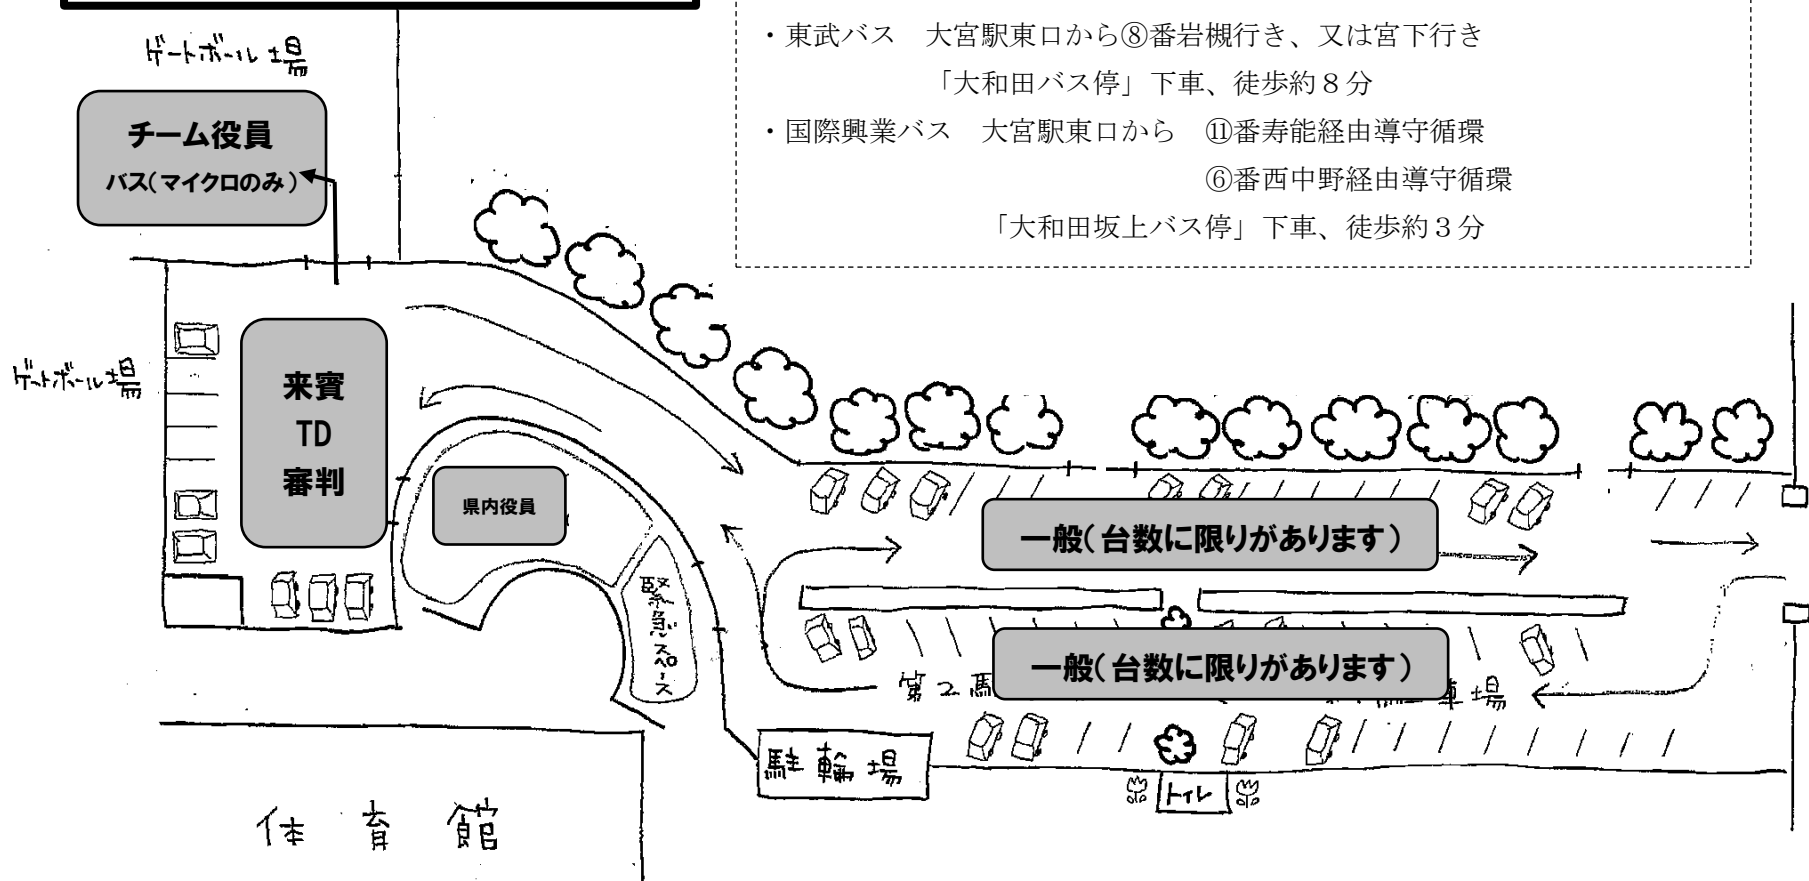 ・東武バス　大宮駅東口から⑧番岩槻行き、又は宮下行き
「大和田バス停」下車、徒歩約８分
・国際興業バス　大宮駅東口から　⑪番寿能経由導守循環
⑥番西中野経由導守循環
「大和田坂上バス停」下車、徒歩約３分
ゲートボール場
チーム役員
バス(マイクロのみ)
ゲートボール場
来賓
TD
審判
県内役員
緊急スペース
一般(台数に限りがあります)
一般(台数に限りがあります)
第2駐
車場
駐輪場
トイレ
体育館